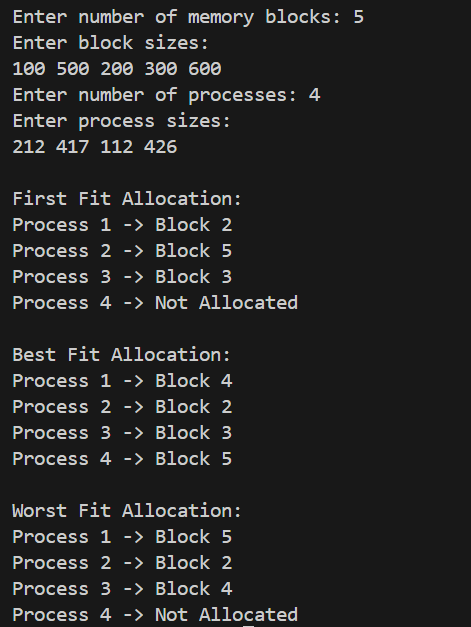 Enter number of memory blocks: 5
Enter block sizes:
100 500 200 300 600
Enter number of processes: 4
Enter process sizes:
212 417 112 426
First Fit Allocation:
Process 1 -> Block 2
Process 2 -> Block 5
Process 3 -> Block 3
Process 4 -> Not Allocated
Best Fit Allocation:
Process 1 -> Block 4
Process 2 -> Block 2
Process 3 -> Block 3
Process 4 -> Block 5
Worst Fit Allocation:
Process 1 -> Block 5
Process 2 -> Block 2
Process 3 -> Block 4
Process 4 -> Not Allocated